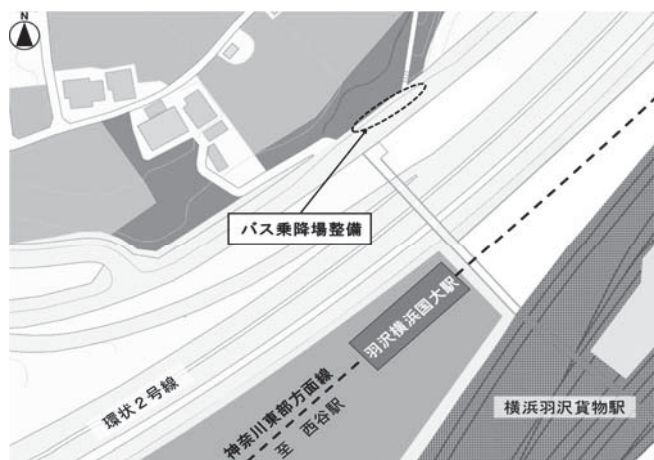 N
バス乗降場整備
羽沢横浜国大駅
環状2号線
神奈川東部方面線
至 西谷駅
横浜羽沢貨物駅